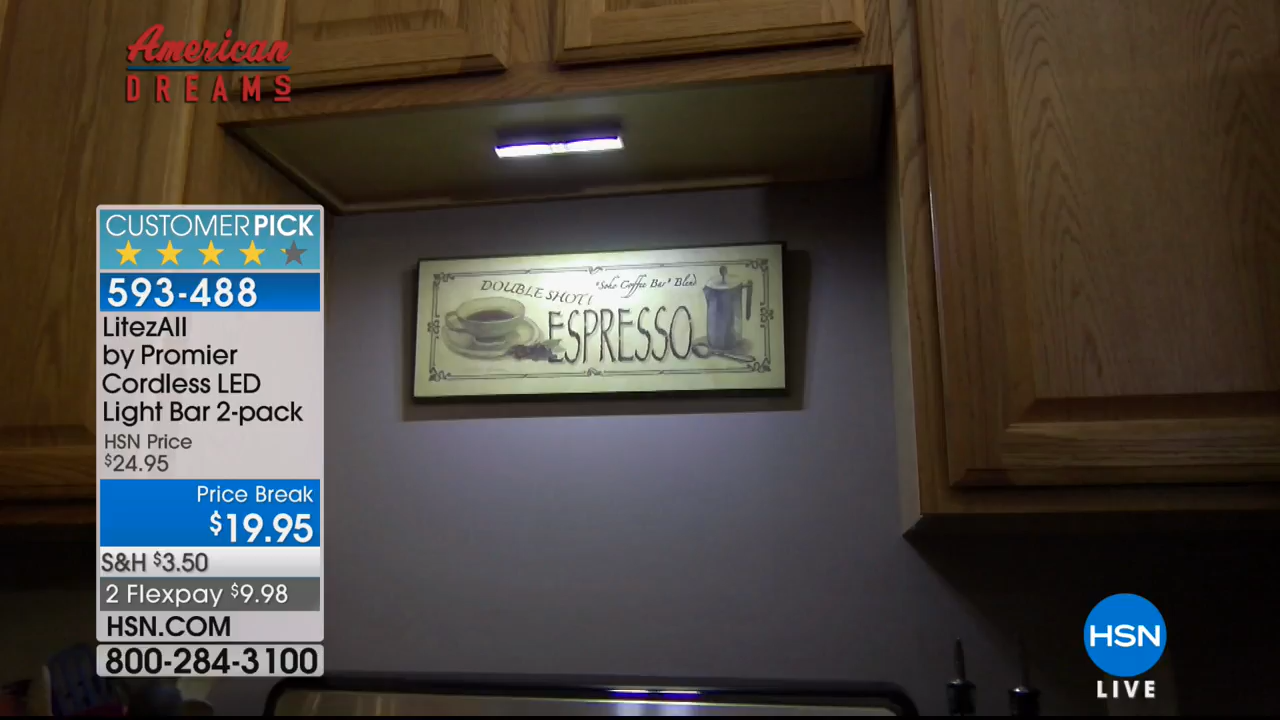 American
DREAMS
CUSTOMERPICK
593-488
LitezAll
by Promier
Cordless LED
Light Bar 2-pack
HSN Price
$24.95
Price Break
$19.95
S&H $3.50
2 Flexpay $9.98
HSN.COM
800-284-3100
DOUBLE SHOT!
"Soho Coffee Bar" Blend
ESPRESSO
HSN
LIVE